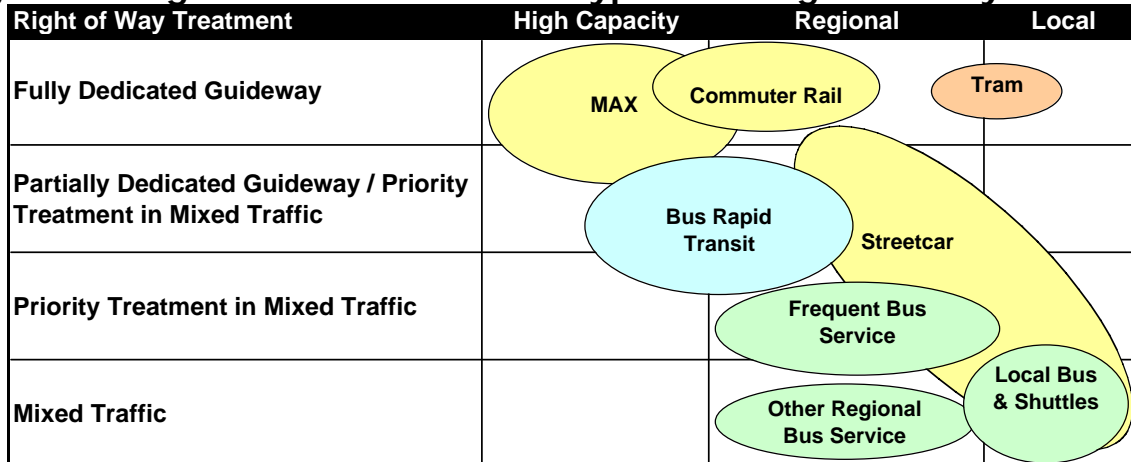 Right of Way Treatment High Capacity Regional Local
Fully Dedicated Guideway
MAX
Commuter Rail
Tram
Partially Dedicated Guideway / Priority
Treatment in Mixed Traffic
Bus Rapid
Transit
Streetcar
Priority Treatment in Mixed Traffic
Frequent Bus
Service
Mixed Traffic
Other Regional
Bus Service
Local Bus
& Shuttles